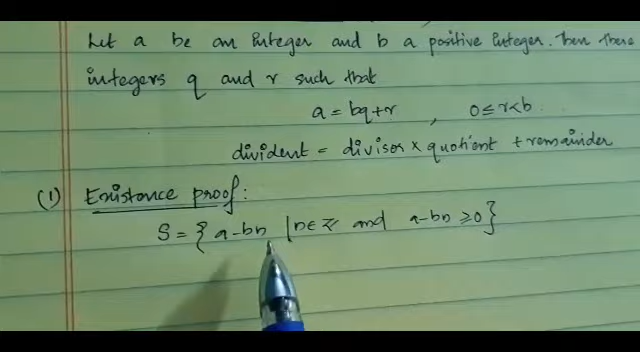 Let a be an integer and b a positive integer. Then there
integers q and r such that
a = bq+r , 0 ≤ r<b.
divident = divisor × quotient + remainder
(1) Existance proof:
S = { a-bn | n∈ℤ and a-bn ≥0}